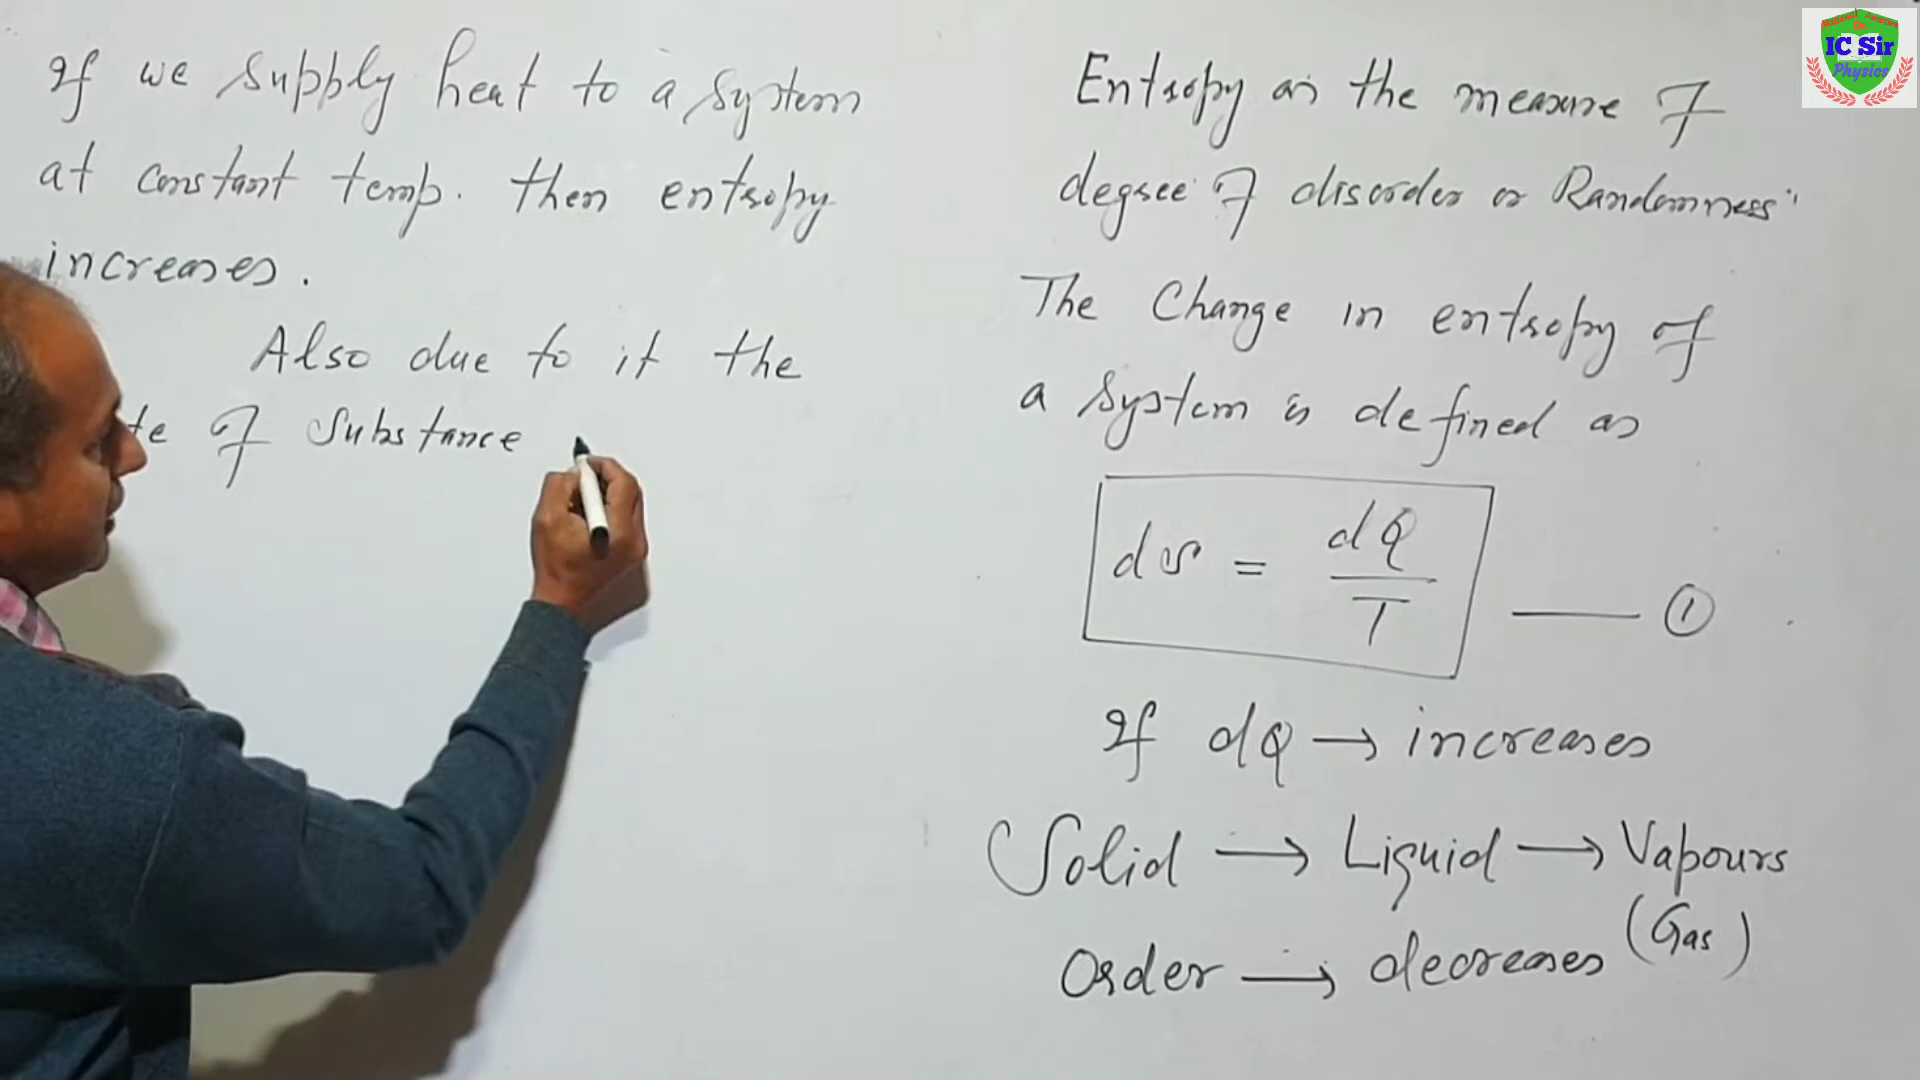 If we supply heat to a system
at constant temp. then entropy
increases.
Also due to it the
te of Substance
Entropy as the measure of
degree of disorder or Randomness"
The Change in entropy of
a system is defined as
dS = dQ/T —— ①
If dQ → increases
Solid → Liquid → Vapours
(Gas)
Order → decreases
IC Sir
Physics